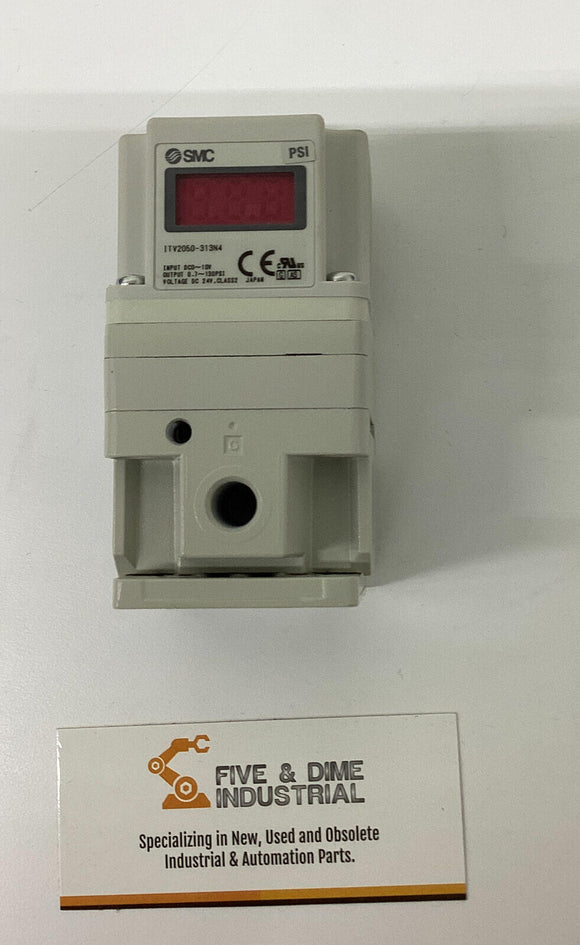 SMC
PSI
ITV2050-313N4
INPUT DC0~10V
OUTPUT 0.7~130PSI
VOLTAGE DC 24V,CLASS2 JAPAN
CE
FIVE & DIME
INDUSTRIAL
Specializing in New, Used and Obsolete
Industrial & Automation Parts.